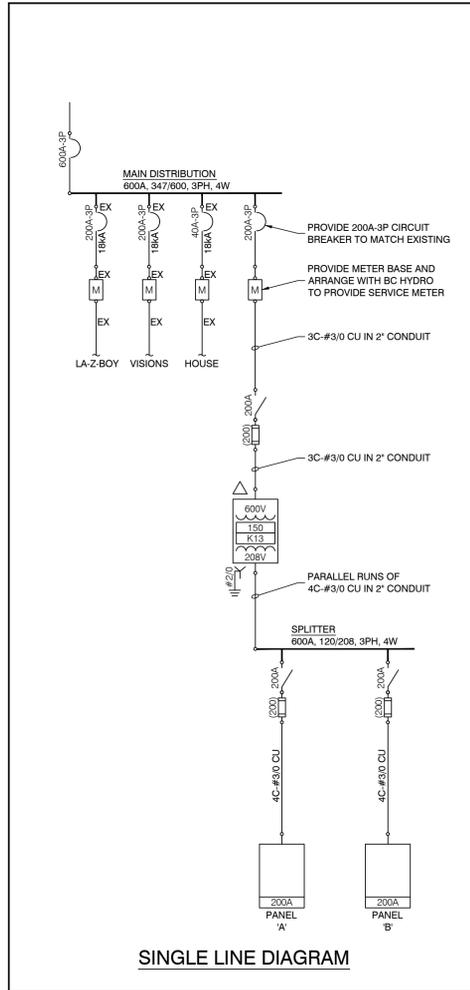 600A-3P
MAIN DISTRIBUTION
600A, 347/600, 3PH, 4W
200A-3P
EX
18kA
EX
M
EX
LA-Z-BOY
200A-3P
EX
18kA
EX
M
EX
VISIONS
40A-3P
EX
18kA
EX
M
EX
HOUSE
200A-3P
PROVIDE 200A-3P CIRCUIT
BREAKER TO MATCH EXISTING
M
PROVIDE METER BASE AND
ARRANGE WITH BC HYDRO
TO PROVIDE SERVICE METER
3C-#3/0 CU IN 2" CONDUIT
200A
(200)
3C-#3/0 CU IN 2" CONDUIT
600V
150
K13
208V
#2/0
PARALLEL RUNS OF
4C-#3/0 CU IN 2" CONDUIT
SPLITTER
600A, 120/208, 3PH, 4W
200A
(200)
4C-#3/0 CU
200A
PANEL
'A'
200A
(200)
4C-#3/0 CU
200A
PANEL
'B'
SINGLE LINE DIAGRAM